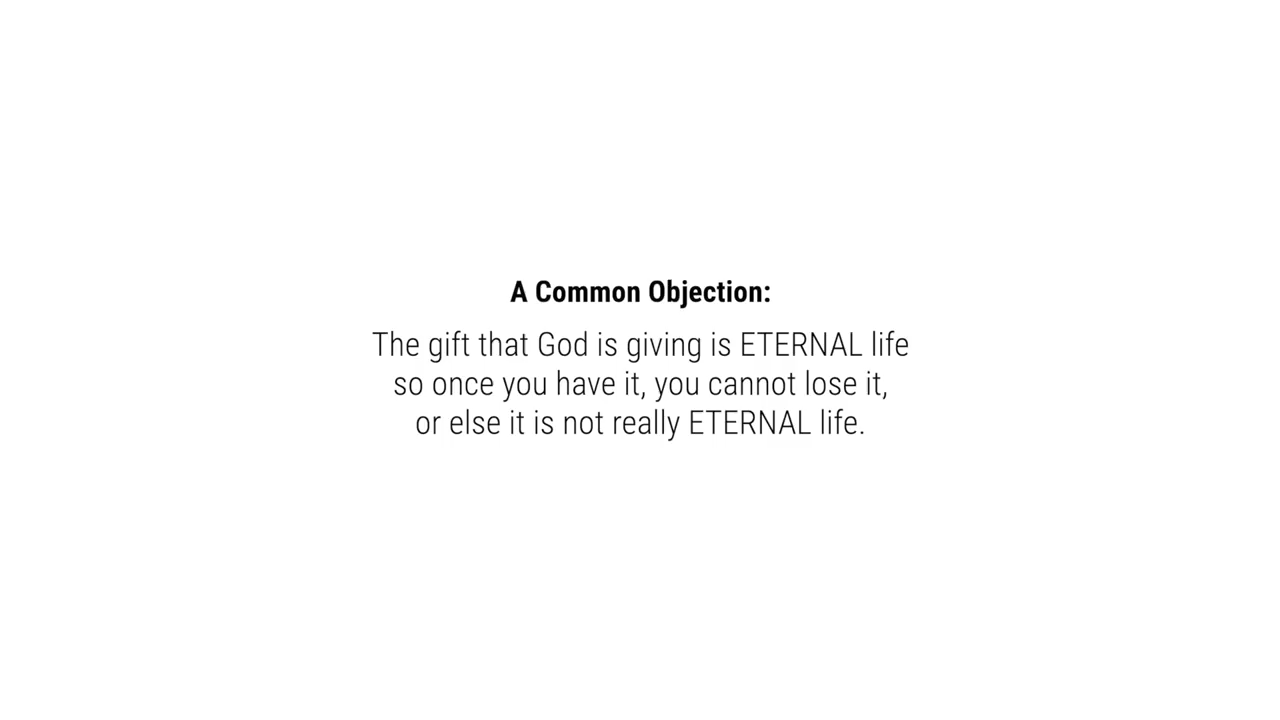 A Common Objection:
The gift that God is giving is ETERNAL life
so once you have it, you cannot lose it,
or else it is not really ETERNAL life.